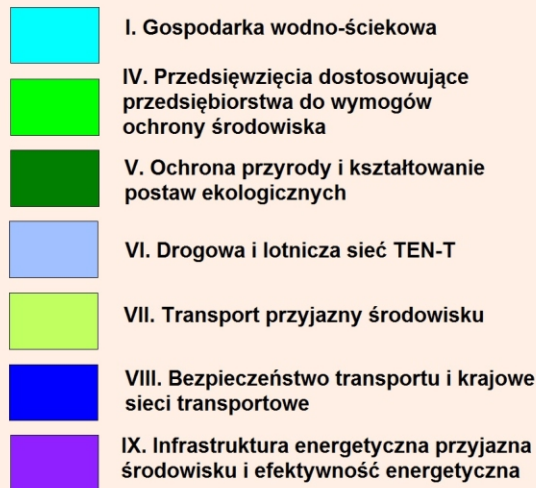 I. Gospodarka wodno-ściekowa
IV. Przedsięwzięcia dostosowujące
przedsiębiorstwa do wymogów
ochrony środowiska
V. Ochrona przyrody i kształtowanie
postaw ekologicznych
VI. Drogowa i lotnicza sieć TEN-T
VII. Transport przyjazny środowisku
VIII. Bezpieczeństwo transportu i krajowe
sieci transportowe
IX. Infrastruktura energetyczna przyjazna
środowisku i efektywność energetyczna